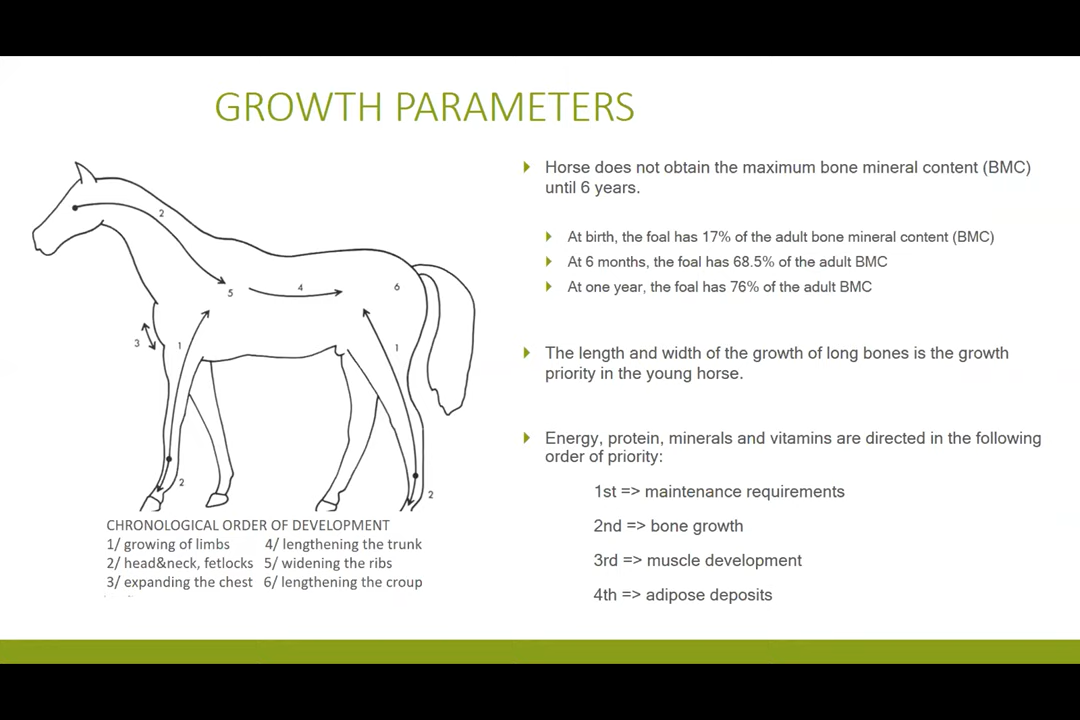 GROWTH PARAMETERS
2
5
4
6
3
1
1
2
2
CHRONOLOGICAL ORDER OF DEVELOPMENT
1/ growing of limbs 4/ lengthening the trunk
2/ head&neck, fetlocks 5/ widening the ribs
3/ expanding the chest 6/ lengthening the croup
Horse does not obtain the maximum bone mineral content (BMC)
until 6 years.
At birth, the foal has 17% of the adult bone mineral content (BMC)
At 6 months, the foal has 68.5% of the adult BMC
At one year, the foal has 76% of the adult BMC
The length and width of the growth of long bones is the growth
priority in the young horse.
Energy, protein, minerals and vitamins are directed in the following
order of priority:
1st => maintenance requirements
2nd => bone growth
3rd => muscle development
4th => adipose deposits